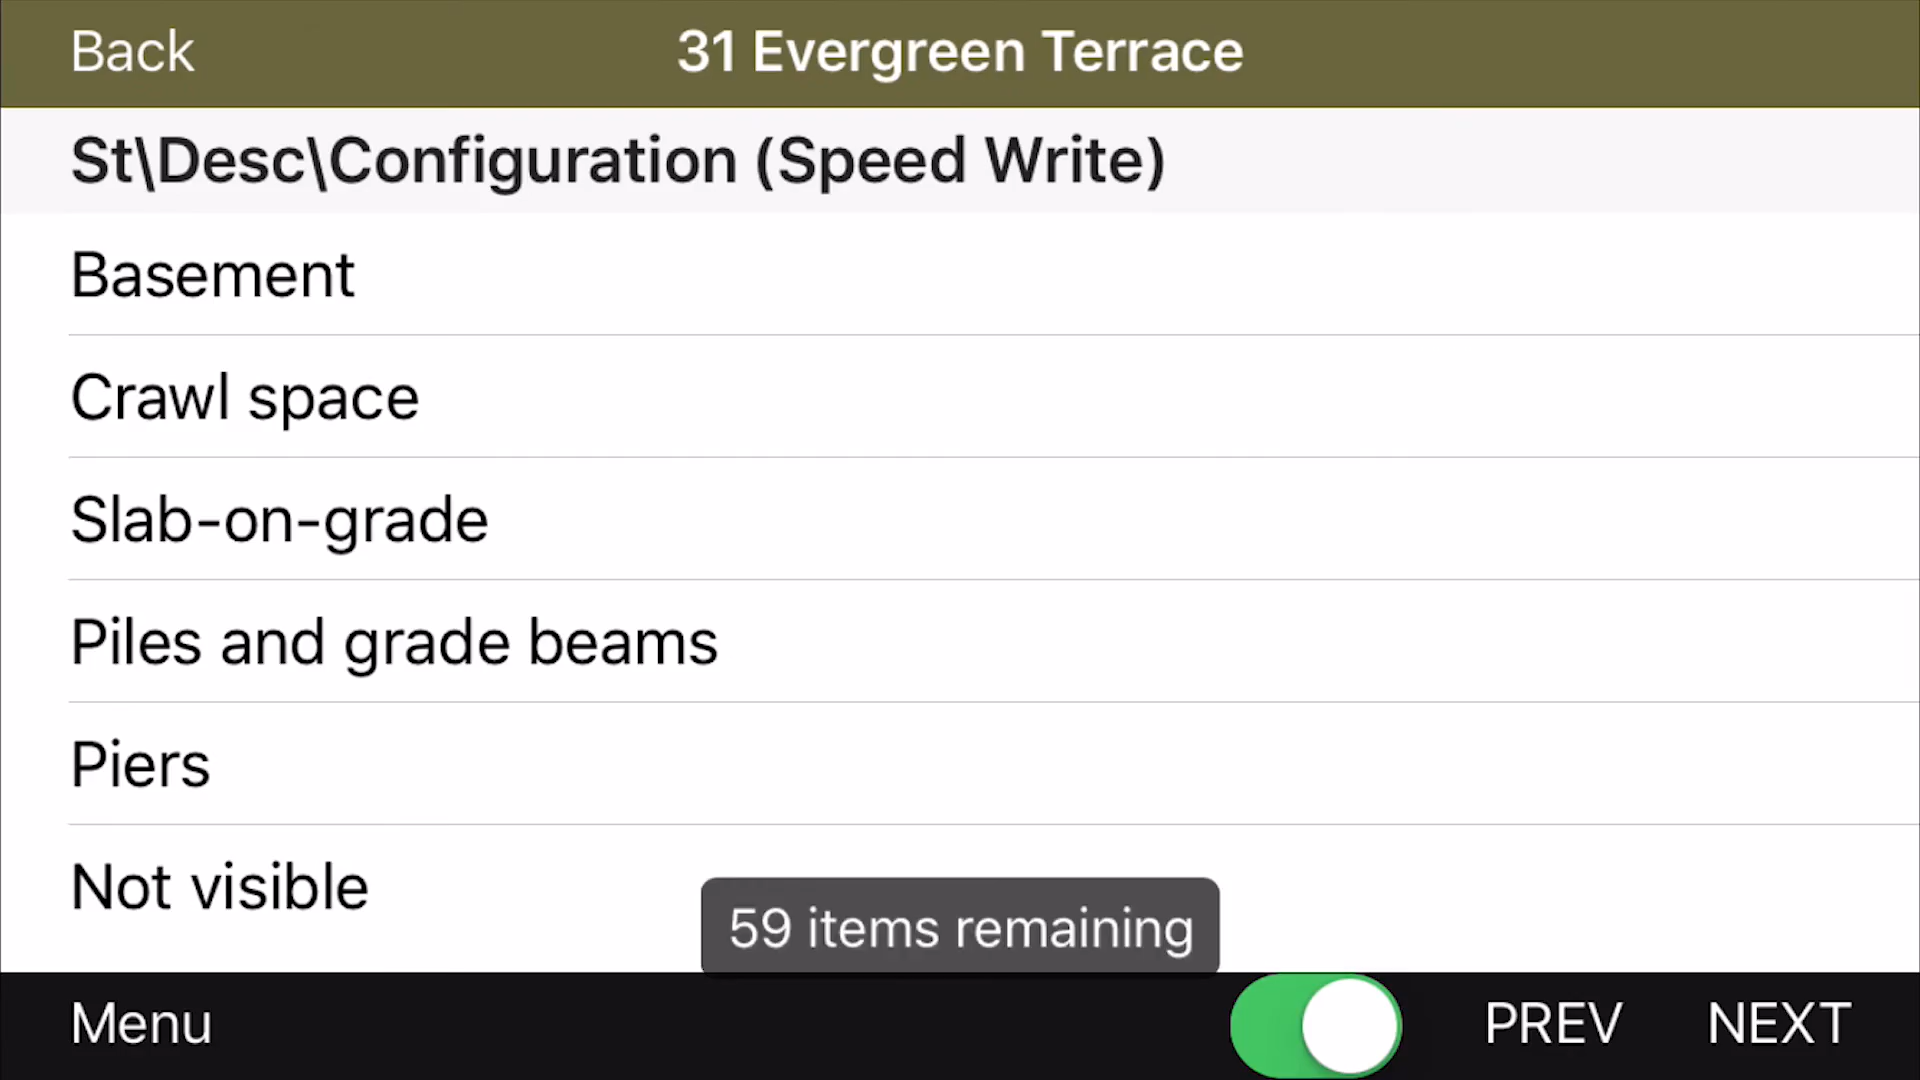 Back
31 Evergreen Terrace
St\Desc\Configuration (Speed Write)
Basement
Crawl space
Slab-on-grade
Piles and grade beams
Piers
Not visible
59 items remaining
Menu
PREV
NEXT